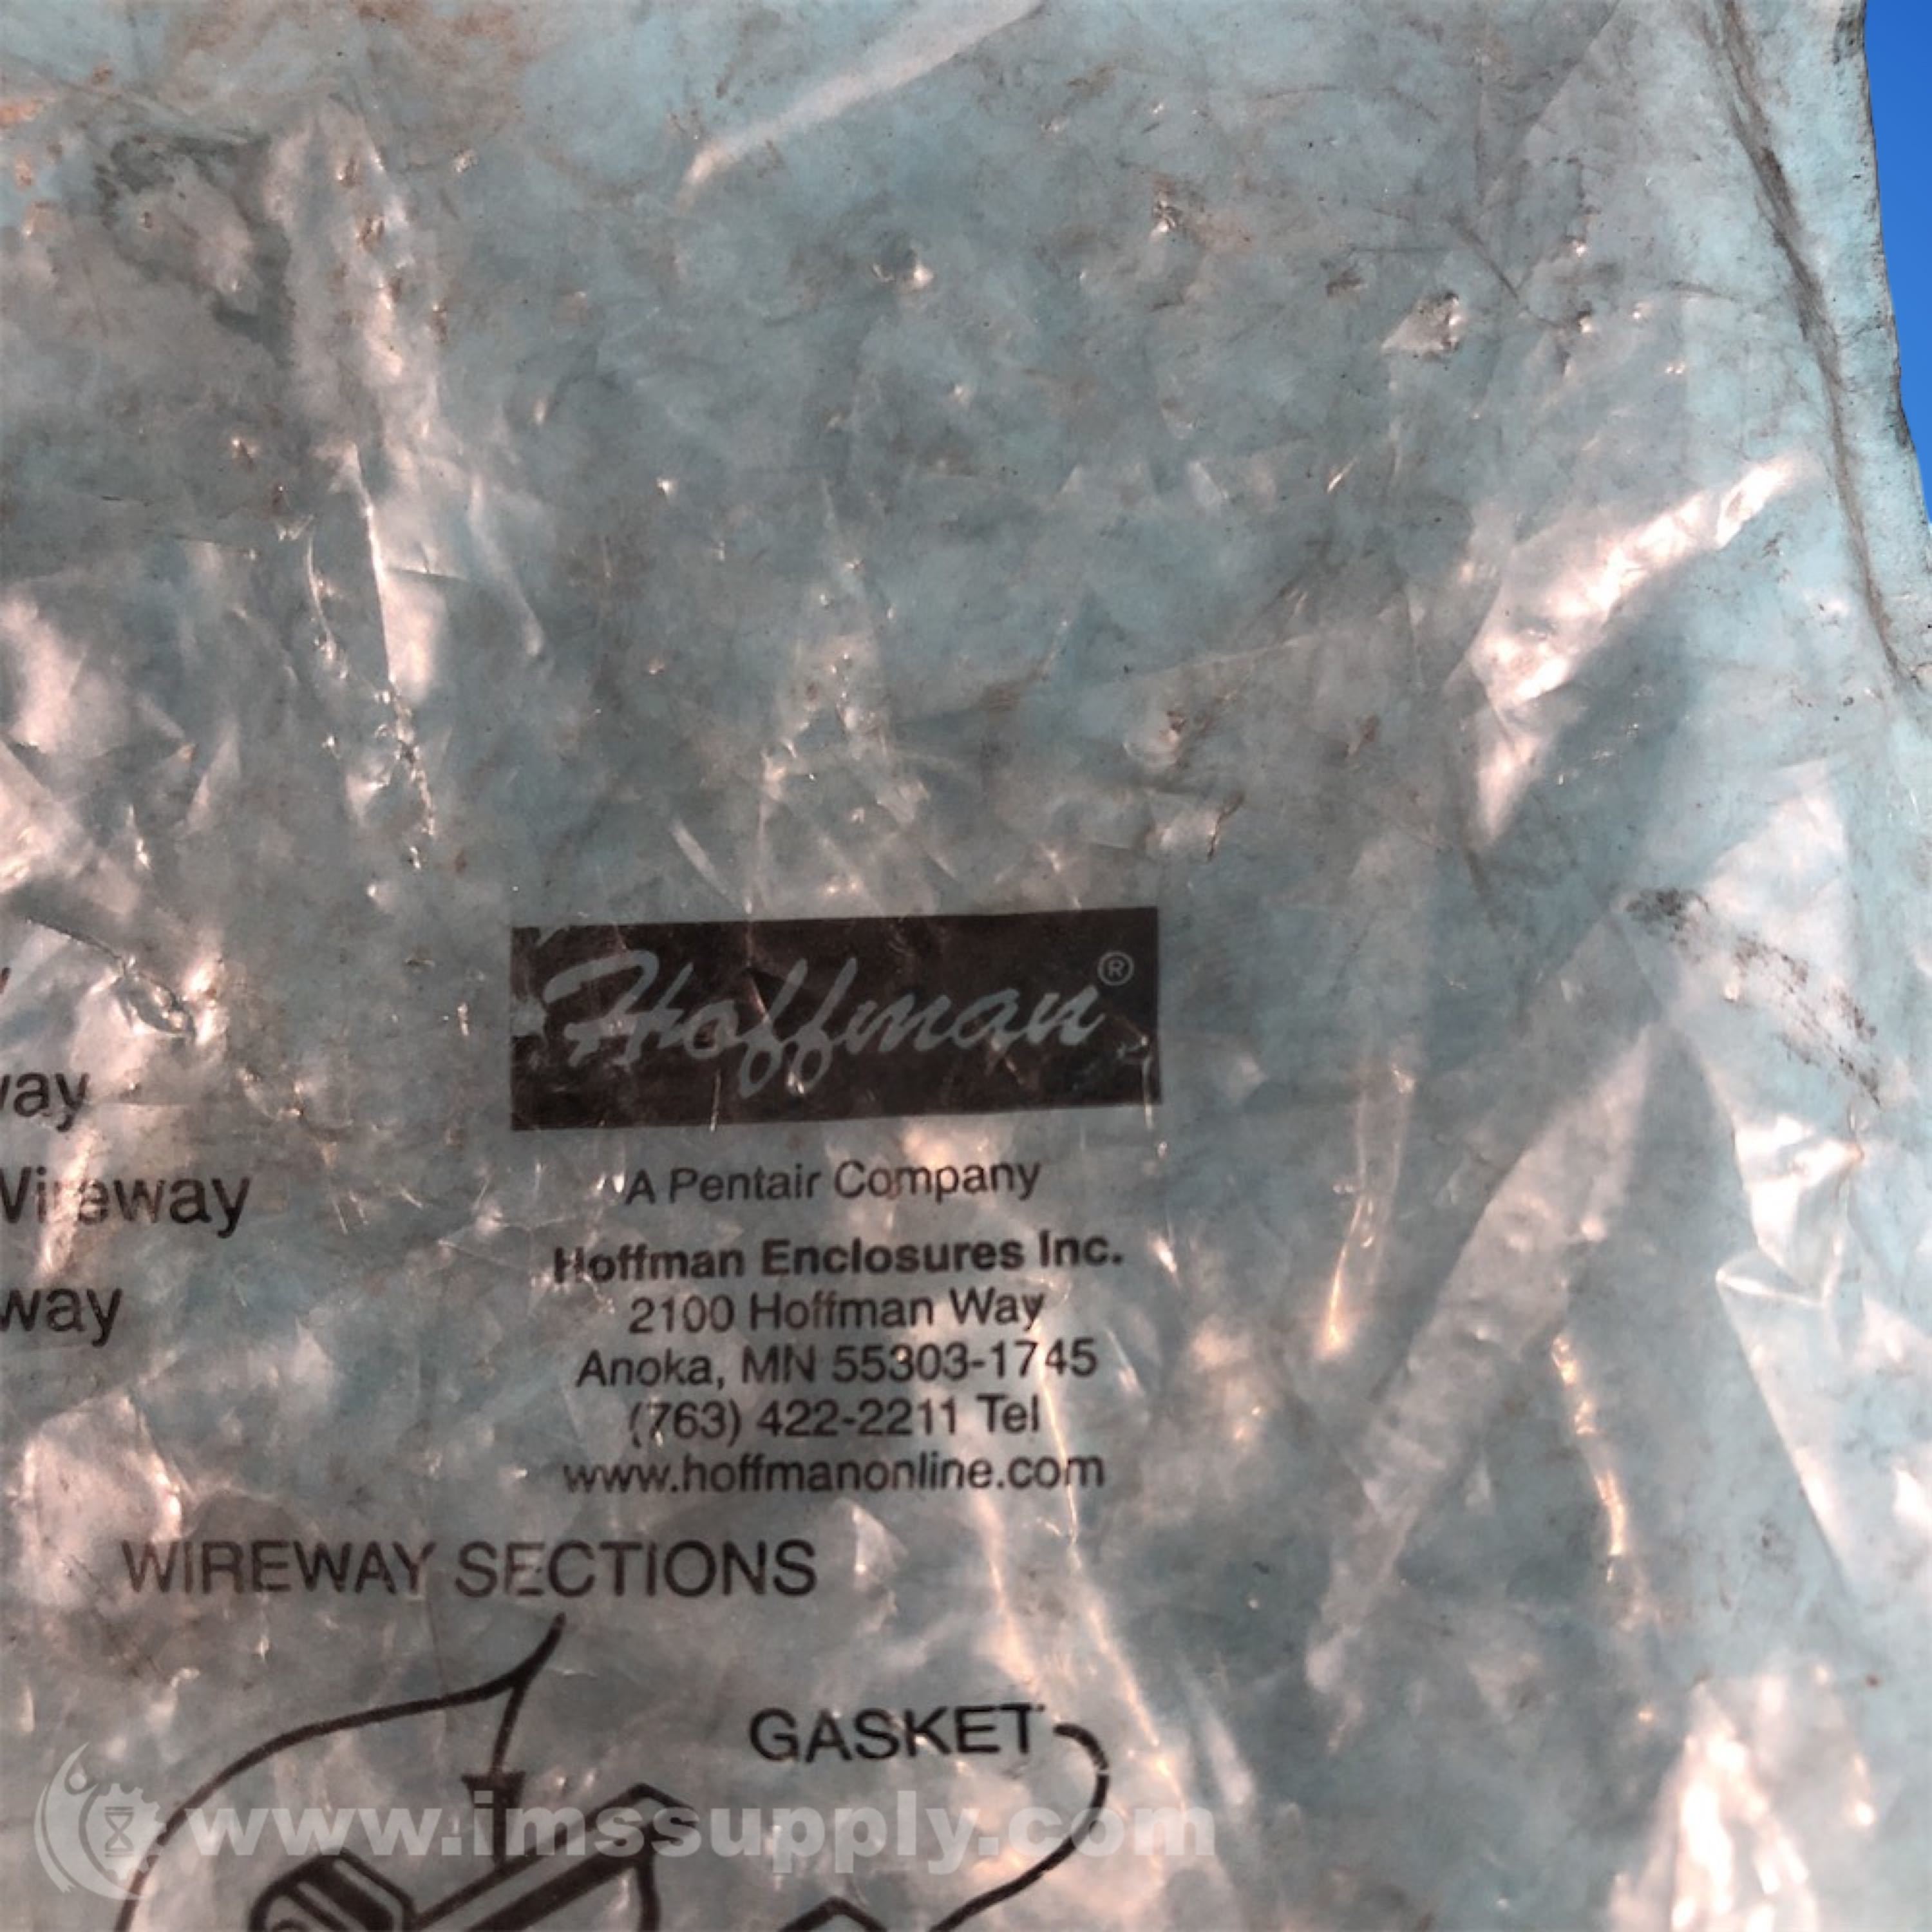 Hoffman®
A Pentair Company
Hoffman Enclosures Inc.
2100 Hoffman Way
Anoka, MN 55303-1745
(763) 422-2211 Tel
www.hoffmanonline.com
way
Wireway
way
WIREWAY SECTIONS
GASKET
www.imssupply.com